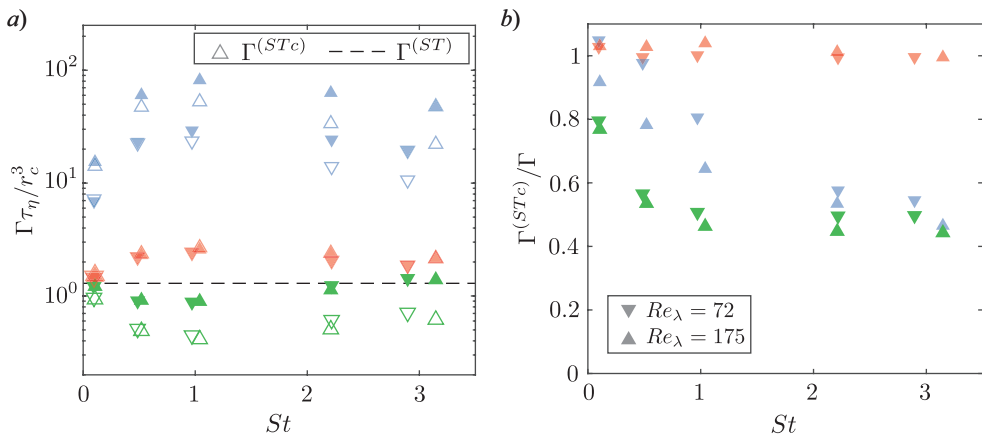 a)
△ Γ^(STc) --- Γ^(ST)
10^2
10^1
10^0
Γτ_η/r_c^3
0 1 2 3
St
b)
1
0.8
0.6
0.4
0.2
0
Γ^(STc)/Γ
▼ Re_λ = 72
▲ Re_λ = 175
0 1 2 3
St